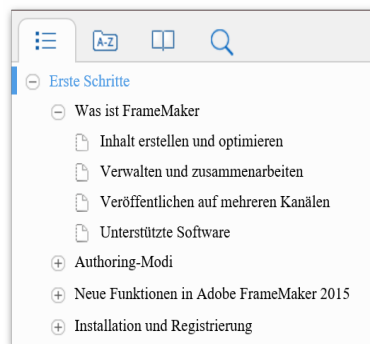 A-Z
Erste Schritte
Was ist FrameMaker
Inhalt erstellen und optimieren
Verwalten und zusammenarbeiten
Veröffentlichen auf mehreren Kanälen
Unterstützte Software
Authoring-Modi
Neue Funktionen in Adobe FrameMaker 2015
Installation und Registrierung